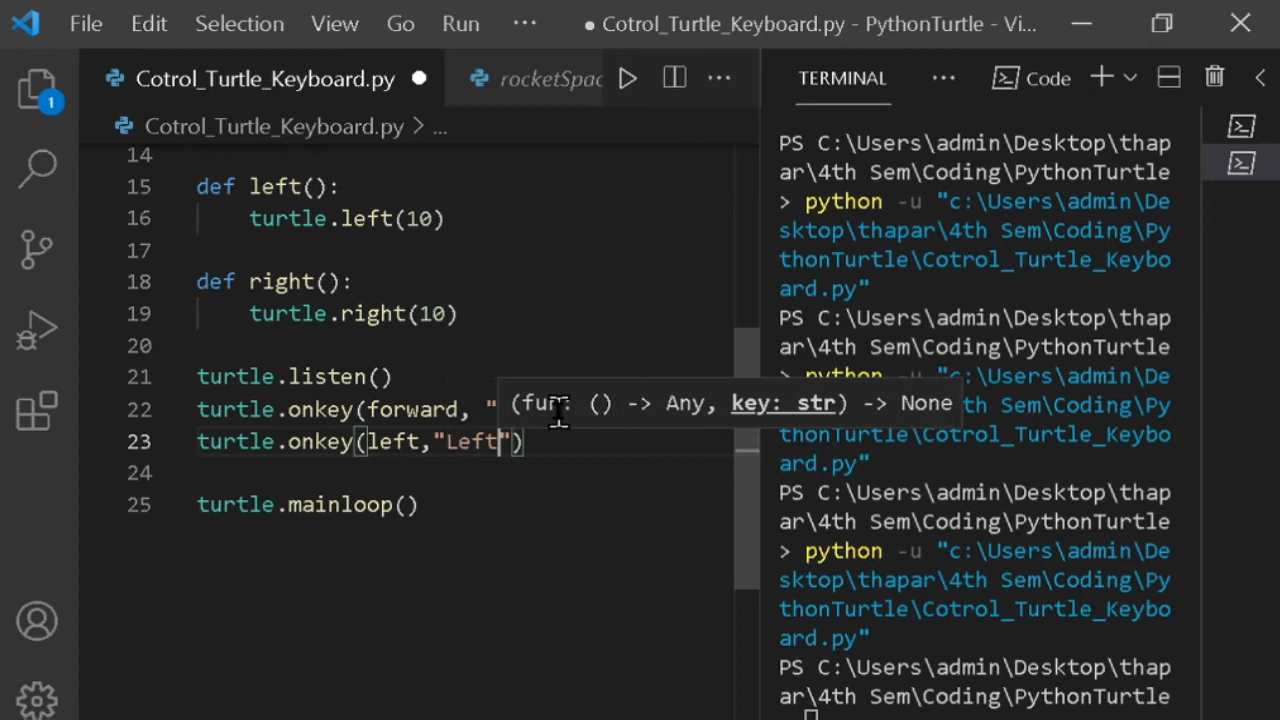 File Edit Selection View Go Run ··· ● Cotrol_Turtle_Keyboard.py - PythonTurtle - Vi...
Cotrol_Turtle_Keyboard.py ● rocketSpac ···
Cotrol_Turtle_Keyboard.py > ...
14
15 def left():
16 turtle.left(10)
17
18 def right():
19 turtle.right(10)
20
21 turtle.listen()
22 turtle.onkey(forward, "
(fun: () -> Any, key: str) -> None
23 turtle.onkey(left,"Left")
24
25 turtle.mainloop()
1
TERMINAL ··· Code
PS C:\Users\admin\Desktop\thap
ar\4th Sem\Coding\PythonTurtle
> python -u "c:\Users\admin\De
sktop\thapar\4th Sem\Coding\Py
thonTurtle\Cotrol_Turtle_Keybo
ard.py"
PS C:\Users\admin\Desktop\thap
ar\4th Sem\Coding\PythonTurtle
> python -u "c:\Users\admin\De
thonTurtle\Cotrol_Turtle_Keybo
ard.py"
PS C:\Users\admin\Desktop\thap
ar\4th Sem\Coding\PythonTurtle
> python -u "c:\Users\admin\De
sktop\thapar\4th Sem\Coding\Py
thonTurtle\Cotrol_Turtle_Keybo
ard.py"
PS C:\Users\admin\Desktop\thap
ar\4th Sem\Coding\PythonTurtle